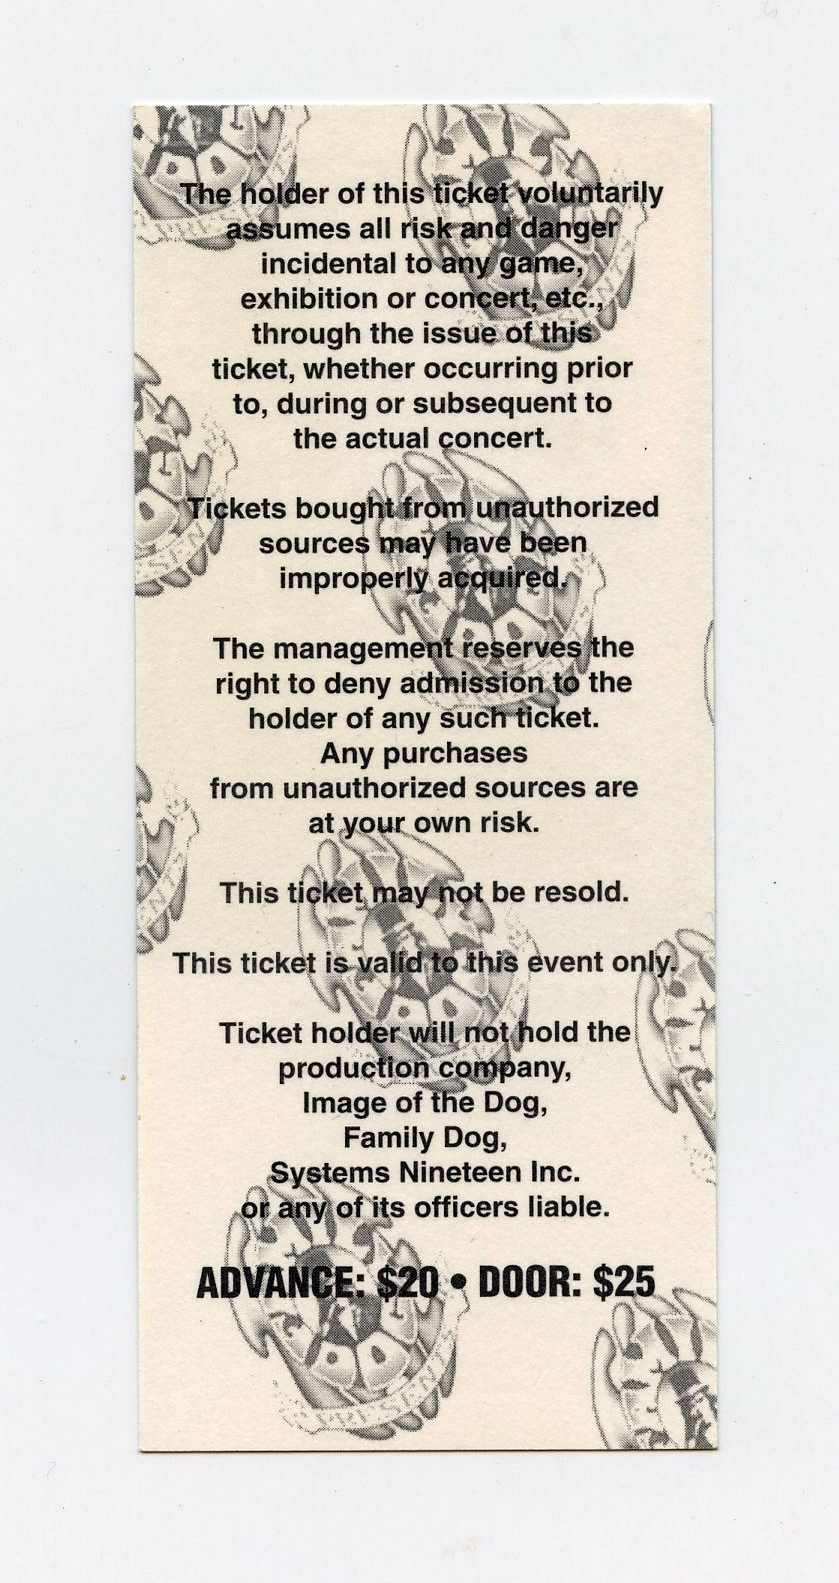 The holder of this ticket voluntarily
assumes all risk and danger
incidental to any game,
exhibition or concert, etc.,
through the issue of this
ticket, whether occurring prior
to, during or subsequent to
the actual concert.
Tickets bought from unauthorized
sources may have been
improperly acquired.
The management reserves the
right to deny admission to the
holder of any such ticket.
Any purchases
from unauthorized sources are
at your own risk.
This ticket may not be resold.
This ticket is valid to this event only.
Ticket holder will not hold the
production company,
Image of the Dog,
Family Dog,
Systems Nineteen Inc.
or any of its officers liable.
ADVANCE: $20 • DOOR: $25
PRESENTS